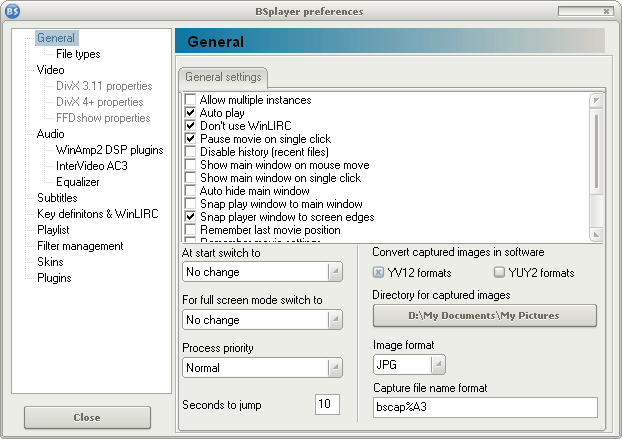 BS
BSplayer preferences
General
File types
Video
DivX 3.11 properties
DivX 4+ properties
FFDshow properties
Audio
WinAmp2 DSP plugins
InterVideo AC3
Equalizer
Subtitles
Key definitons & WinLIRC
Playlist
Filter management
Skins
Plugins
Close
General
General settings
Allow multiple instances
Auto play
Don't use WinLIRC
Pause movie on single click
Disable history (recent files)
Show main window on mouse move
Show main window on single click
Auto hide main window
Snap play window to main window
Snap player window to screen edges
Remember last movie position
Remember movie settings
At start switch to
No change
For full screen mode switch to
No change
Process priority
Normal
Seconds to jump 10
Convert captured images in software
YV12 formats YUY2 formats
Directory for captured images
D:\My Documents\My Pictures
Image format
JPG
Capture file name format
bscap%A3